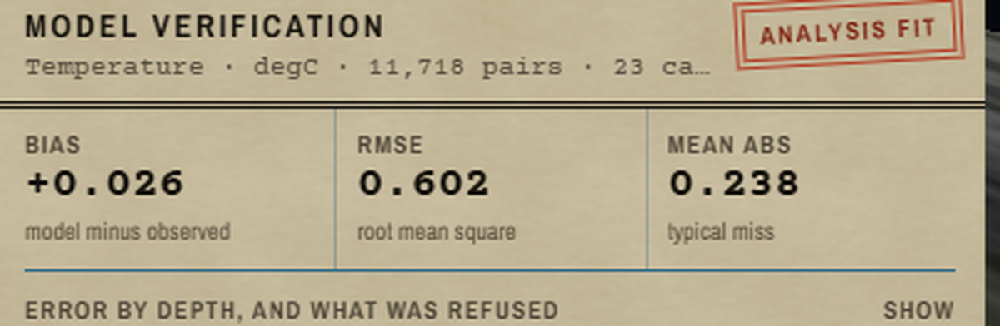 MODEL VERIFICATION
ANALYSIS FIT
Temperature · degC · 11,718 pairs · 23 ca…
BIAS
+0.026
model minus observed
RMSE
0.602
root mean square
MEAN ABS
0.238
typical miss
ERROR BY DEPTH, AND WHAT WAS REFUSED
SHOW